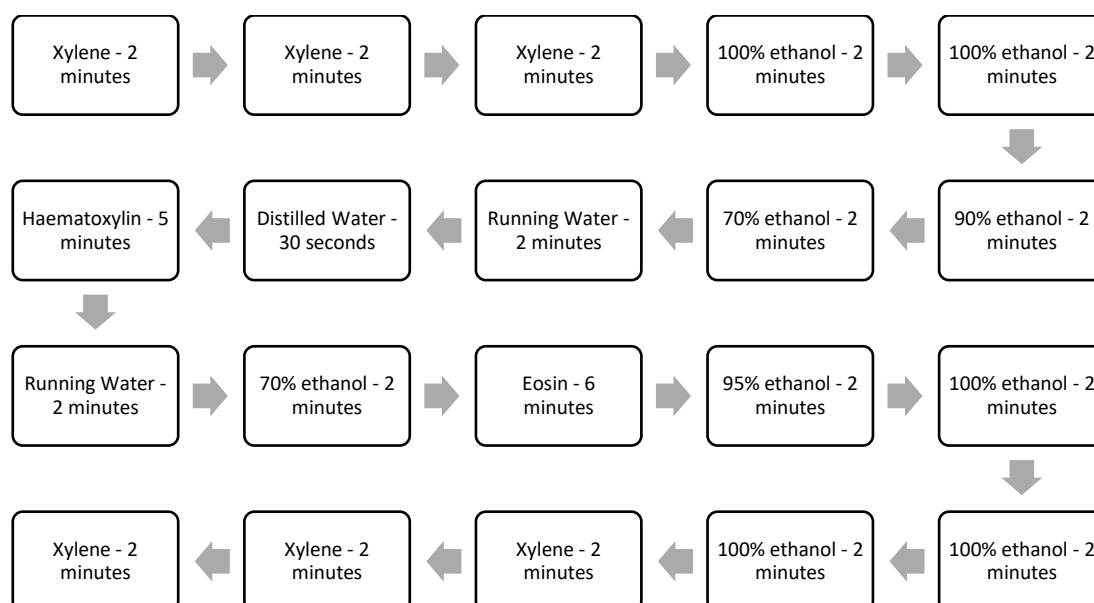 Xylene - 2
minutes
Xylene - 2
minutes
Xylene - 2
minutes
100% ethanol - 2
minutes
100% ethanol - 2
minutes
90% ethanol - 2
minutes
70% ethanol - 2
minutes
Running Water -
2 minutes
Distilled Water -
30 seconds
Haematoxylin - 5
minutes
Running Water -
2 minutes
70% ethanol - 2
minutes
Eosin - 6
minutes
95% ethanol - 2
minutes
100% ethanol - 2
minutes
100% ethanol - 2
minutes
100% ethanol - 2
minutes
Xylene - 2
minutes
Xylene - 2
minutes
Xylene - 2
minutes